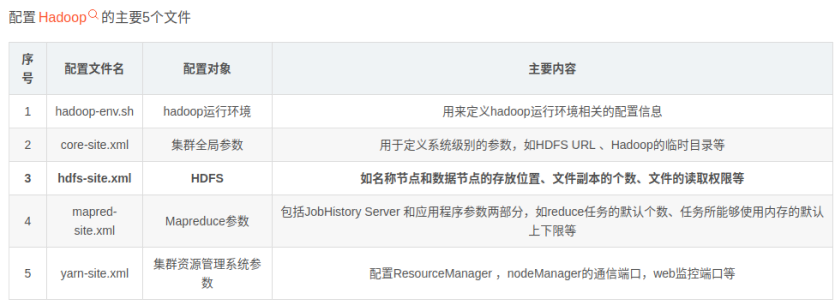 配置 Hadoop 的主要5个文件
序号 配置文件名 配置对象 主要内容
1 hadoop-env.sh hadoop运行环境 用来定义hadoop运行环境相关的配置信息
2 core-site.xml 集群全局参数 用于定义系统级别的参数，如HDFS URL 、Hadoop的临时目录等
3 hdfs-site.xml HDFS 如名称节点和数据节点的存放位置、文件副本的个数、文件的读取权限等
4 mapred-site.xml Mapreduce参数 包括JobHistory Server 和应用程序参数两部分，如reduce任务的默认个数、任务所能够使用内存的默认上下限等
5 yarn-site.xml 集群资源管理系统参数 配置ResourceManager ，nodeManager的通信端口，web监控端口等